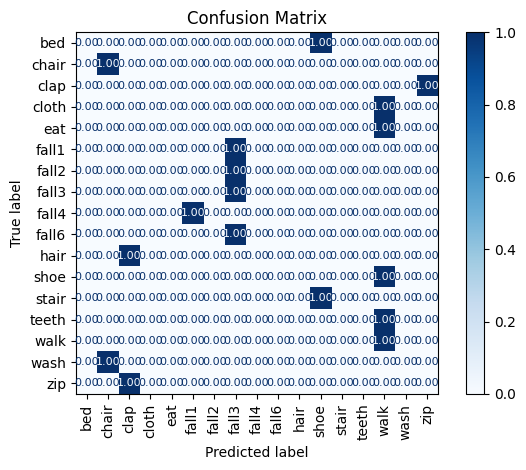 Confusion Matrix
True label
bed 0.00 0.00 0.00 0.00 0.00 0.00 0.00 0.00 0.00 0.00 0.00 1.00 0.00 0.00 0.00 0.00 0.00
chair 0.00 1.00 0.00 0.00 0.00 0.00 0.00 0.00 0.00 0.00 0.00 0.00 0.00 0.00 0.00 0.00 0.00
clap 0.00 0.00 0.00 0.00 0.00 0.00 0.00 0.00 0.00 0.00 0.00 0.00 0.00 0.00 0.00 0.00 1.00
cloth 0.00 0.00 0.00 0.00 0.00 0.00 0.00 0.00 0.00 0.00 0.00 0.00 0.00 0.00 1.00 0.00 0.00
eat 0.00 0.00 0.00 0.00 0.00 0.00 0.00 0.00 0.00 0.00 0.00 0.00 0.00 0.00 1.00 0.00 0.00
fall1 0.00 0.00 0.00 0.00 0.00 0.00 0.00 1.00 0.00 0.00 0.00 0.00 0.00 0.00 0.00 0.00 0.00
fall2 0.00 0.00 0.00 0.00 0.00 0.00 0.00 1.00 0.00 0.00 0.00 0.00 0.00 0.00 0.00 0.00 0.00
fall3 0.00 0.00 0.00 0.00 0.00 0.00 0.00 1.00 0.00 0.00 0.00 0.00 0.00 0.00 0.00 0.00 0.00
fall4 0.00 0.00 0.00 0.00 0.00 1.00 0.00 0.00 0.00 0.00 0.00 0.00 0.00 0.00 0.00 0.00 0.00
fall6 0.00 0.00 0.00 0.00 0.00 0.00 0.00 1.00 0.00 0.00 0.00 0.00 0.00 0.00 0.00 0.00 0.00
hair 0.00 0.00 1.00 0.00 0.00 0.00 0.00 0.00 0.00 0.00 0.00 0.00 0.00 0.00 0.00 0.00 0.00
shoe 0.00 0.00 0.00 0.00 0.00 0.00 0.00 0.00 0.00 0.00 0.00 0.00 0.00 0.00 1.00 0.00 0.00
stair 0.00 0.00 0.00 0.00 0.00 0.00 0.00 0.00 0.00 0.00 0.00 1.00 0.00 0.00 0.00 0.00 0.00
teeth 0.00 0.00 0.00 0.00 0.00 0.00 0.00 0.00 0.00 0.00 0.00 0.00 0.00 0.00 1.00 0.00 0.00
walk 0.00 0.00 0.00 0.00 0.00 0.00 0.00 0.00 0.00 0.00 0.00 0.00 0.00 0.00 1.00 0.00 0.00
wash 0.00 1.00 0.00 0.00 0.00 0.00 0.00 0.00 0.00 0.00 0.00 0.00 0.00 0.00 0.00 0.00 0.00
zip 0.00 0.00 1.00 0.00 0.00 0.00 0.00 0.00 0.00 0.00 0.00 0.00 0.00 0.00 0.00 0.00 0.00
bed chair clap cloth eat fall1 fall2 fall3 fall4 fall6 hair shoe stair teeth walk wash zip
Predicted label
1.0
0.8
0.6
0.4
0.2
0.0